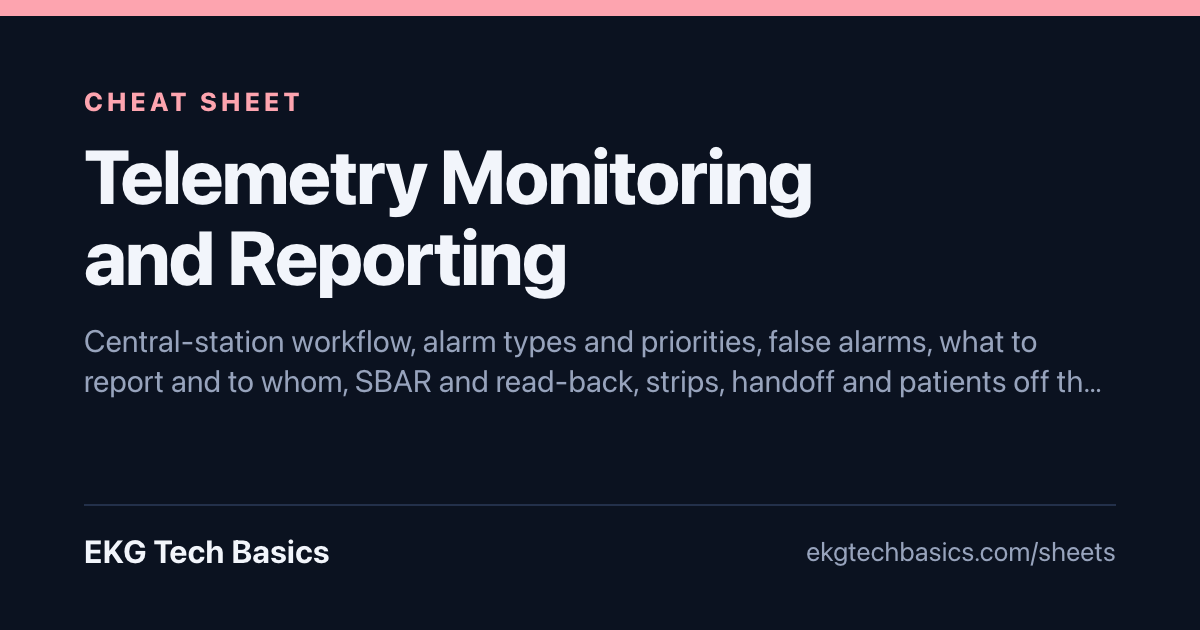 CHEAT SHEET
Telemetry Monitoring
and Reporting
Central-station workflow, alarm types and priorities, false alarms, what to
report and to whom, SBAR and read-back, strips, handoff and patients off th...
EKG Tech Basics
ekgtechbasics.com/sheets